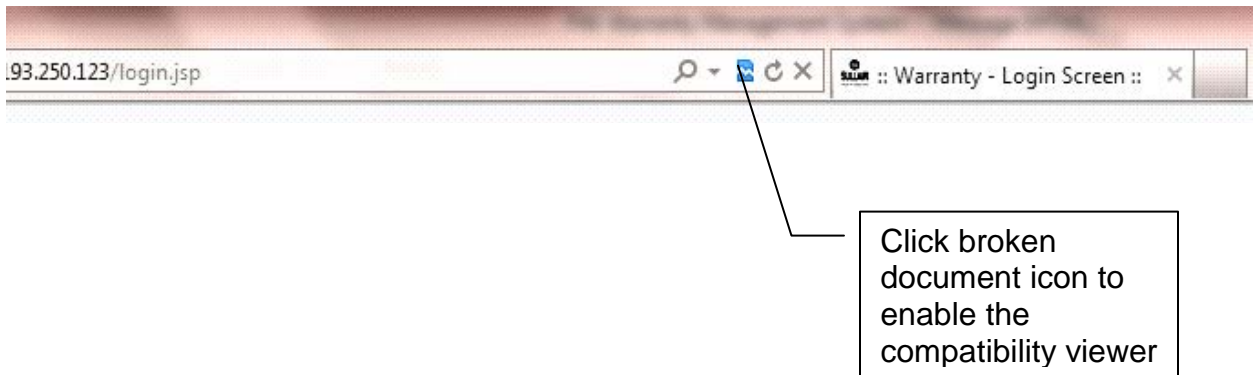 .93.250.123/login.jsp
:: Warranty - Login Screen ::
Click broken
document icon to
enable the
compatibility viewer